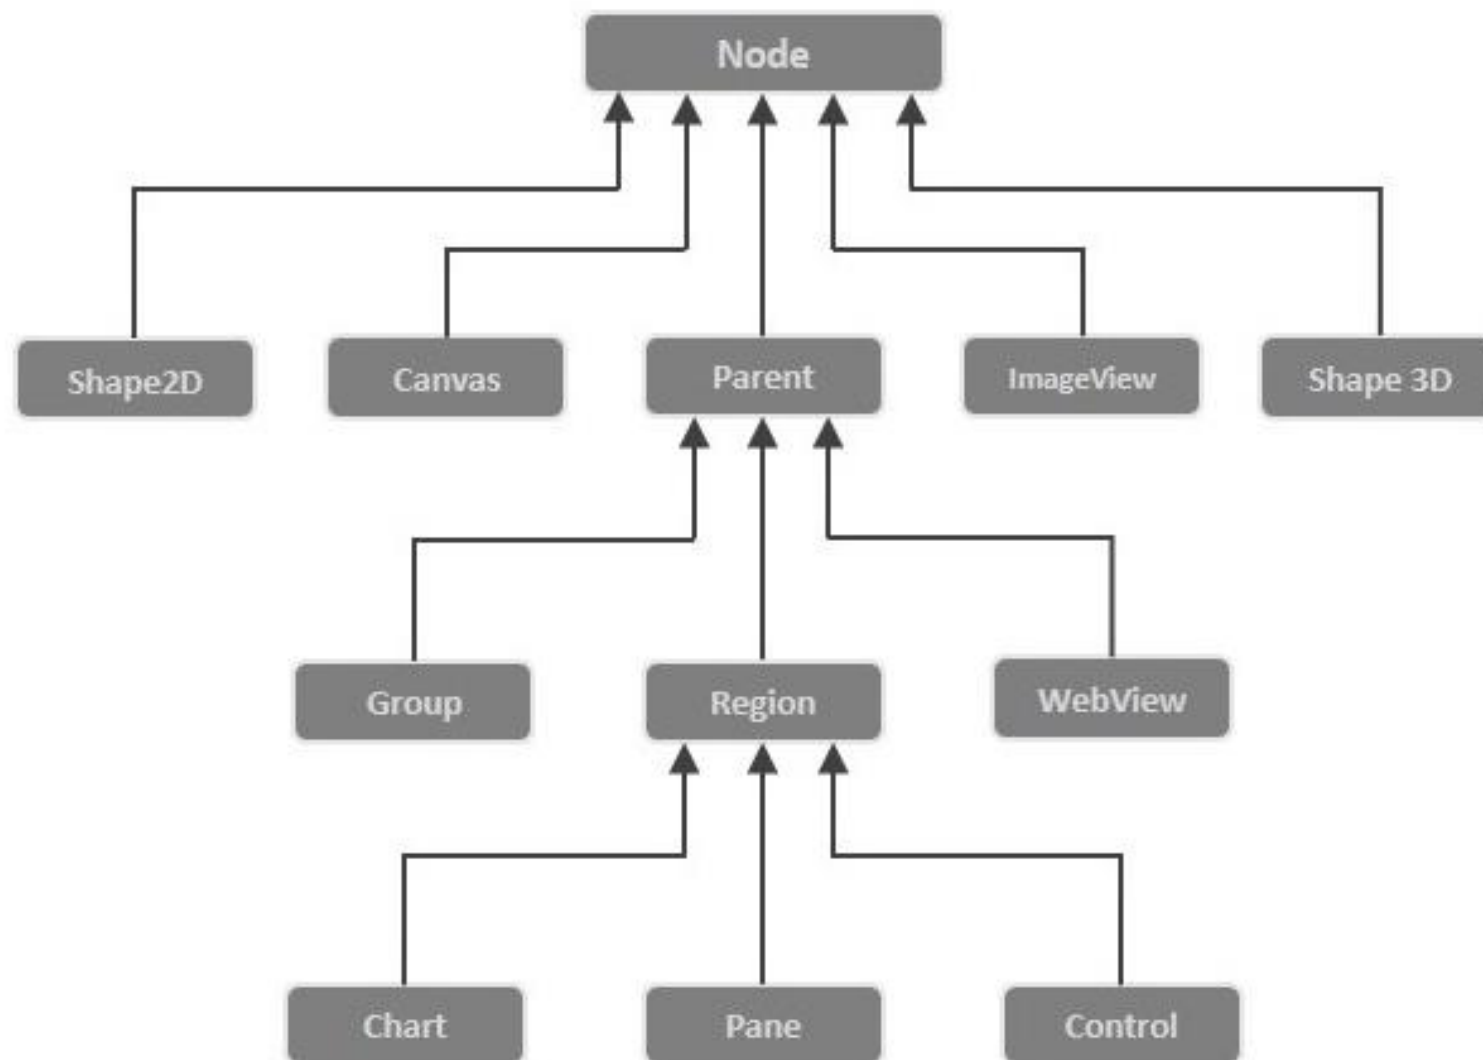 Node
Shape2D
Canvas
Parent
ImageView
Shape 3D
Group
Region
WebView
Chart
Pane
Control